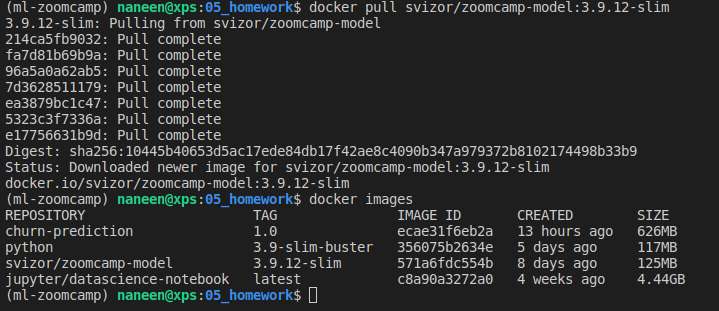 (ml-zoomcamp) naneen@xps:05_homework$ docker pull svizor/zoomcamp-model:3.9.12-slim
3.9.12-slim: Pulling from svizor/zoomcamp-model
214ca5fb9032: Pull complete
fa7d81b69b9a: Pull complete
96a5a0a62ab5: Pull complete
7d3628511179: Pull complete
ea3879bc1c47: Pull complete
5323c3f7336a: Pull complete
e17756631b9d: Pull complete
Digest: sha256:10445b40653d5ac17ede84db17f42ae8c4090b347a979372b8102174498b33b9
Status: Downloaded newer image for svizor/zoomcamp-model:3.9.12-slim
docker.io/svizor/zoomcamp-model:3.9.12-slim
(ml-zoomcamp) naneen@xps:05_homework$ docker images
REPOSITORY TAG IMAGE ID CREATED SIZE
churn-prediction 1.0 ecae31f6eb2a 13 hours ago 626MB
python 3.9-slim-buster 356075b2634e 5 days ago 117MB
svizor/zoomcamp-model 3.9.12-slim 571a6fdc554b 8 days ago 125MB
jupyter/datascience-notebook latest c8a90a3272a0 4 weeks ago 4.44GB
(ml-zoomcamp) naneen@xps:05_homework$